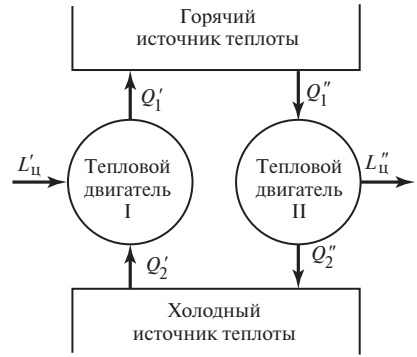 Горячий
источник теплоты
Q₁′
Q₁″
L′ц
Тепловой
двигатель
I
Тепловой
двигатель
II
L″ц
Q₂′
Q₂″
Холодный
источник теплоты